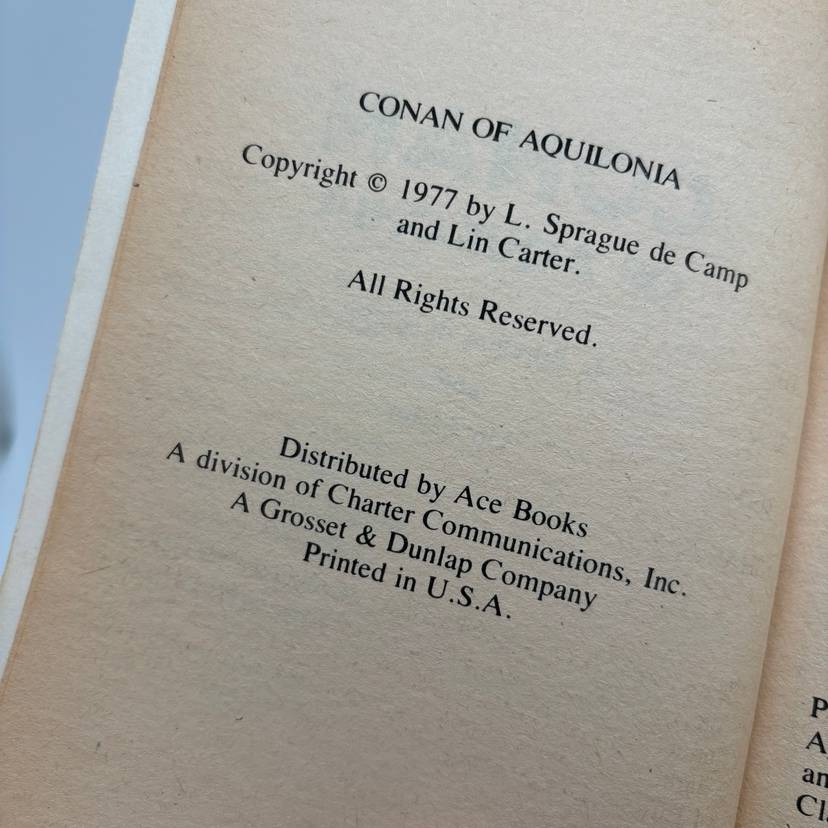 CONAN OF AQUILONIA
Copyright © 1977 by L. Sprague de Camp
and Lin Carter.
All Rights Reserved.
Distributed by Ace Books
A division of Charter Communications, Inc.
A Grosset & Dunlap Company
Printed in U.S.A.